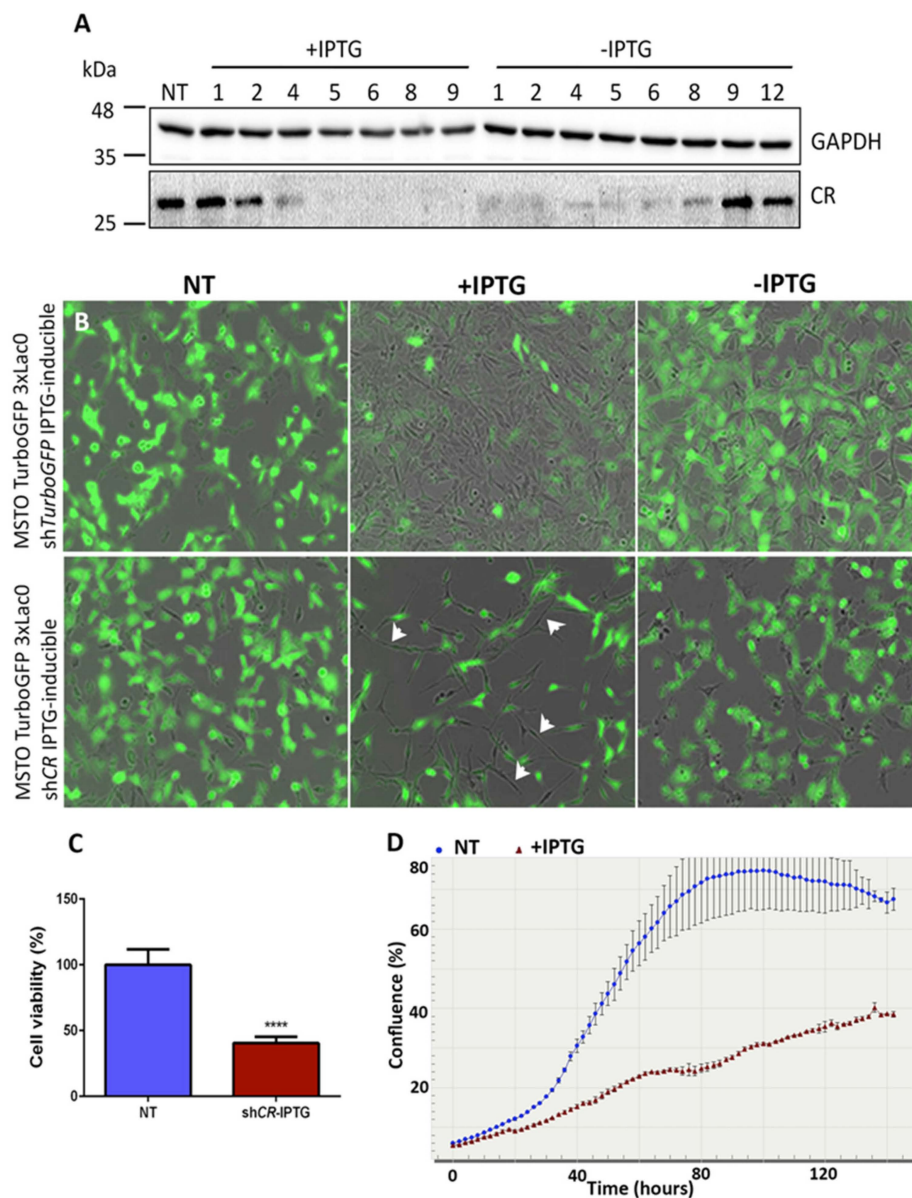 A
+IPTG
-IPTG
kDa
NT 1 2 4 5 6 8 9 1 2 4 5 6 8 9 12
48
GAPDH
35
CR
25
NT
+IPTG
-IPTG
B
MSTO TurboGFP 3xLac0
shTurboGFP IPTG-inducible
MSTO TurboGFP 3xLac0
shCR IPTG-inducible
C
Cell viability (%)
150
100
50
0
****
NT
shCR-IPTG
D
NT
+IPTG
Confluence (%)
80
60
40
20
0
40
80
120
Time (hours)